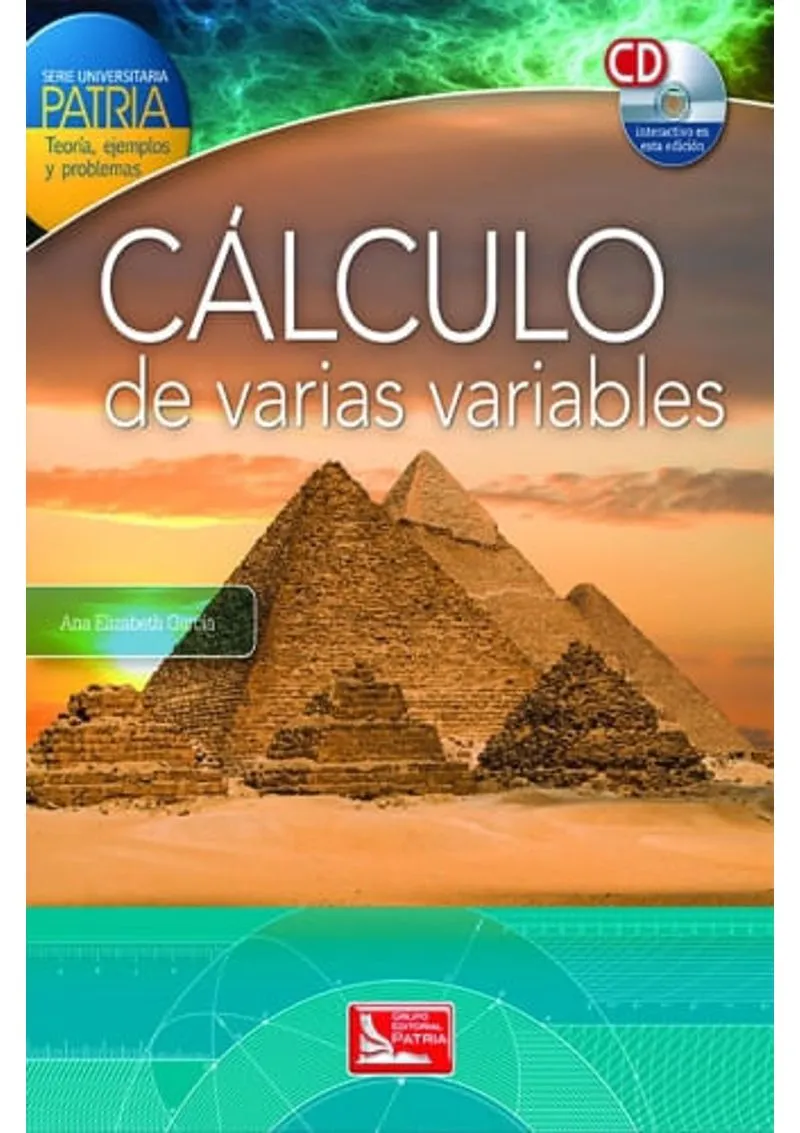 SERIE UNIVERSITARIA
PATRIA
Teoría, ejemplos
y problemas
CD
interactivo en
esta edición
CÁLCULO
de varias variables
Ana Elizabeth García
GRUPO
EDITORIAL
PATRIA